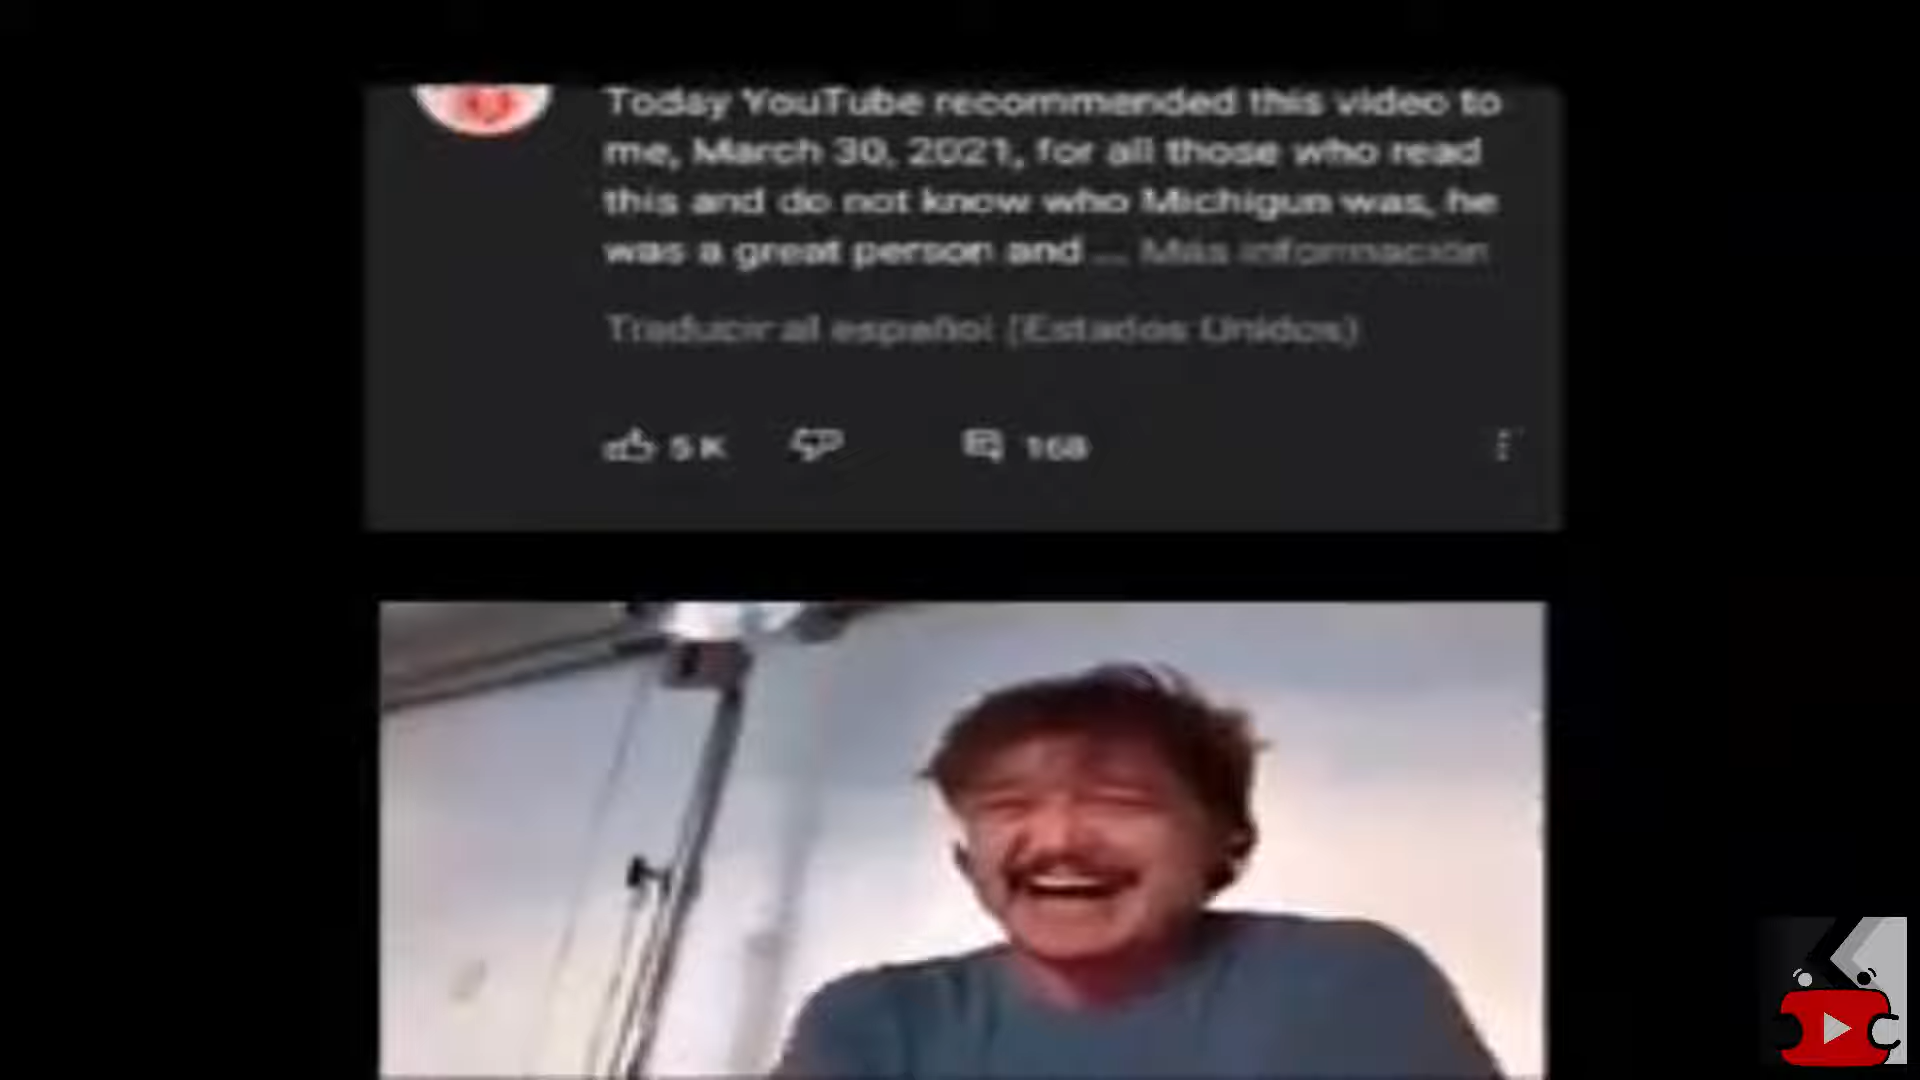 Today YouTube recommended this video to
me, March 30, 2021, for all those who read
this and do not know who Michigun was, he
was a great person and ... Más información
Traducir al español (Estados Unidos)
5 K 168